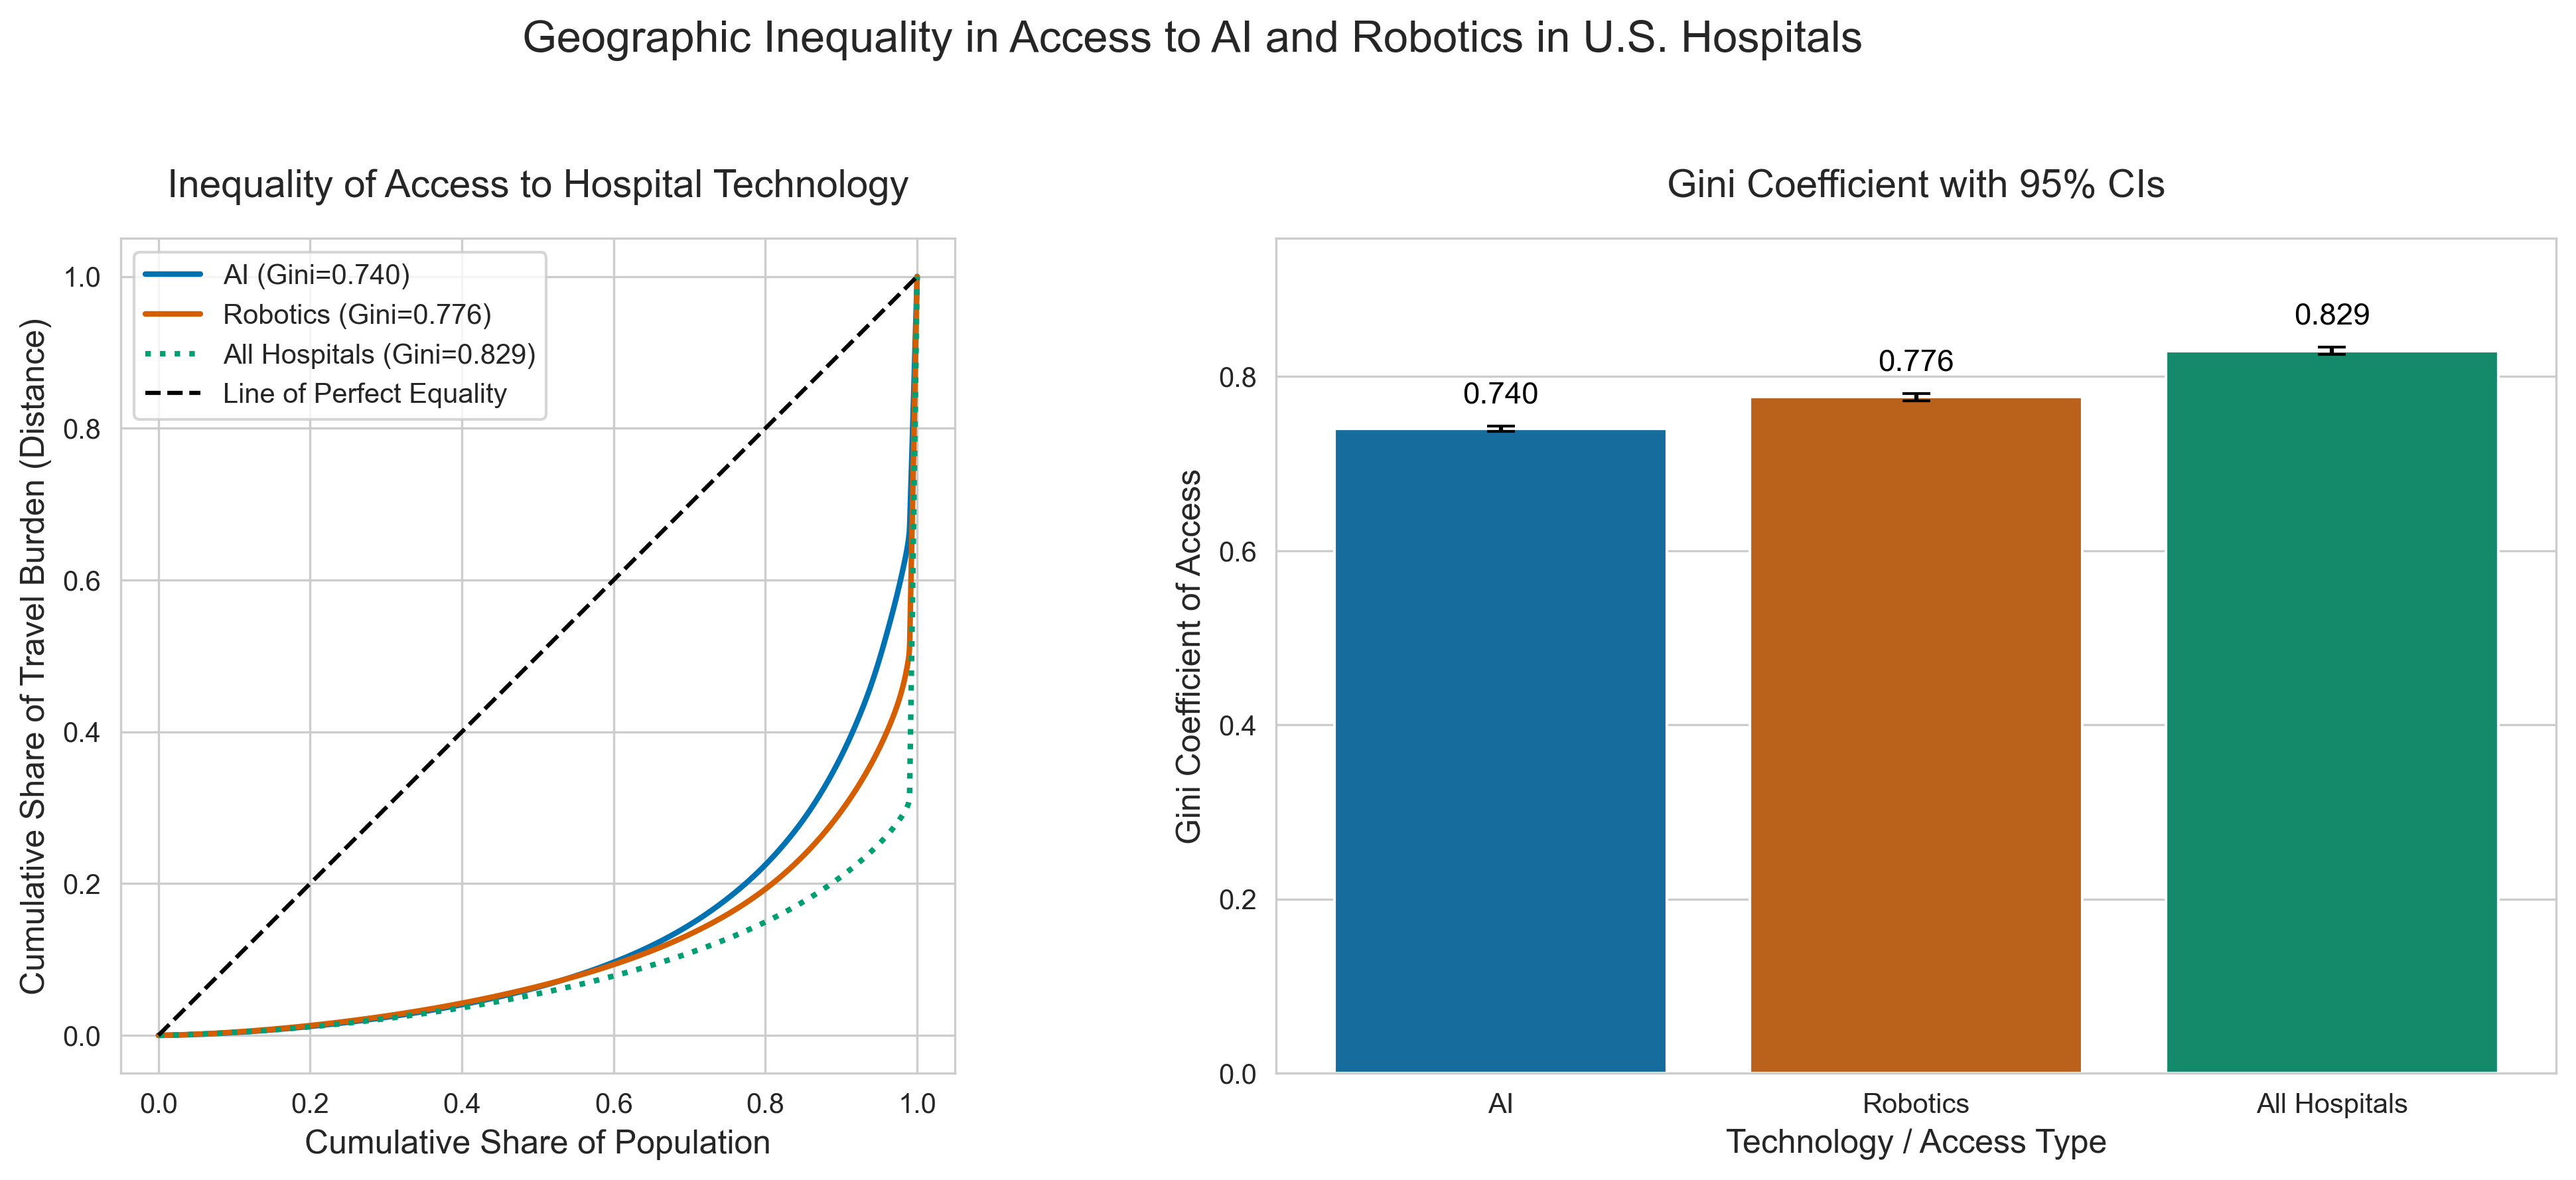 Geographic Inequality in Access to AI and Robotics in U.S. Hospitals
Inequality of Access to Hospital Technology
Cumulative Share of Travel Burden (Distance)
1.0
0.8
0.6
0.4
0.2
0.0
AI (Gini=0.740)
Robotics (Gini=0.776)
All Hospitals (Gini=0.829)
Line of Perfect Equality
0.0 0.2 0.4 0.6 0.8 1.0
Cumulative Share of Population
Gini Coefficient with 95% CIs
Gini Coefficient of Access
0.8
0.6
0.4
0.2
0.0
0.740
0.776
0.829
AI Robotics All Hospitals
Technology / Access Type